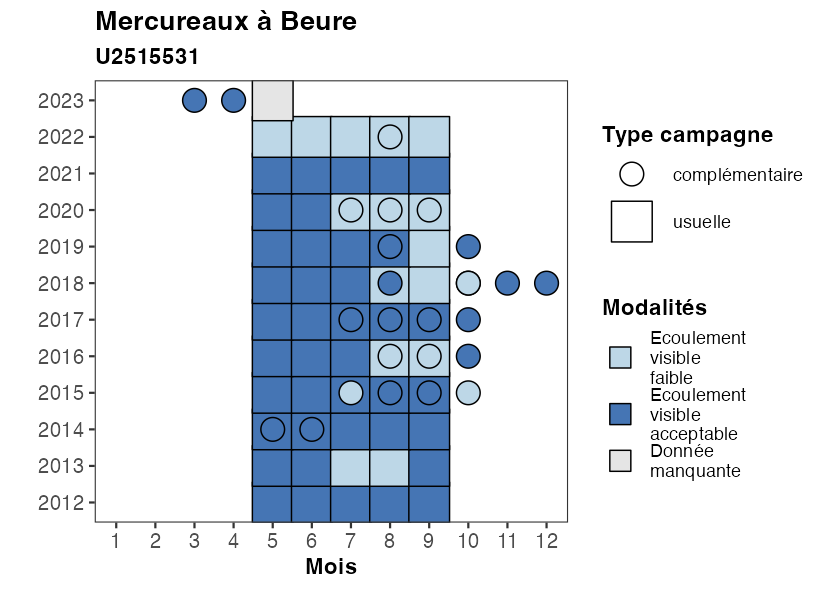 Mercureaux à Beure
U2515531
2023
2022
2021
2020
2019
2018
2017
2016
2015
2014
2013
2012
1 2 3 4 5 6 7 8 9 10 11 12
Mois
Type campagne
complémentaire
usuelle
Modalités
Ecoulement
visible
faible
Ecoulement
visible
acceptable
Donnée
manquante